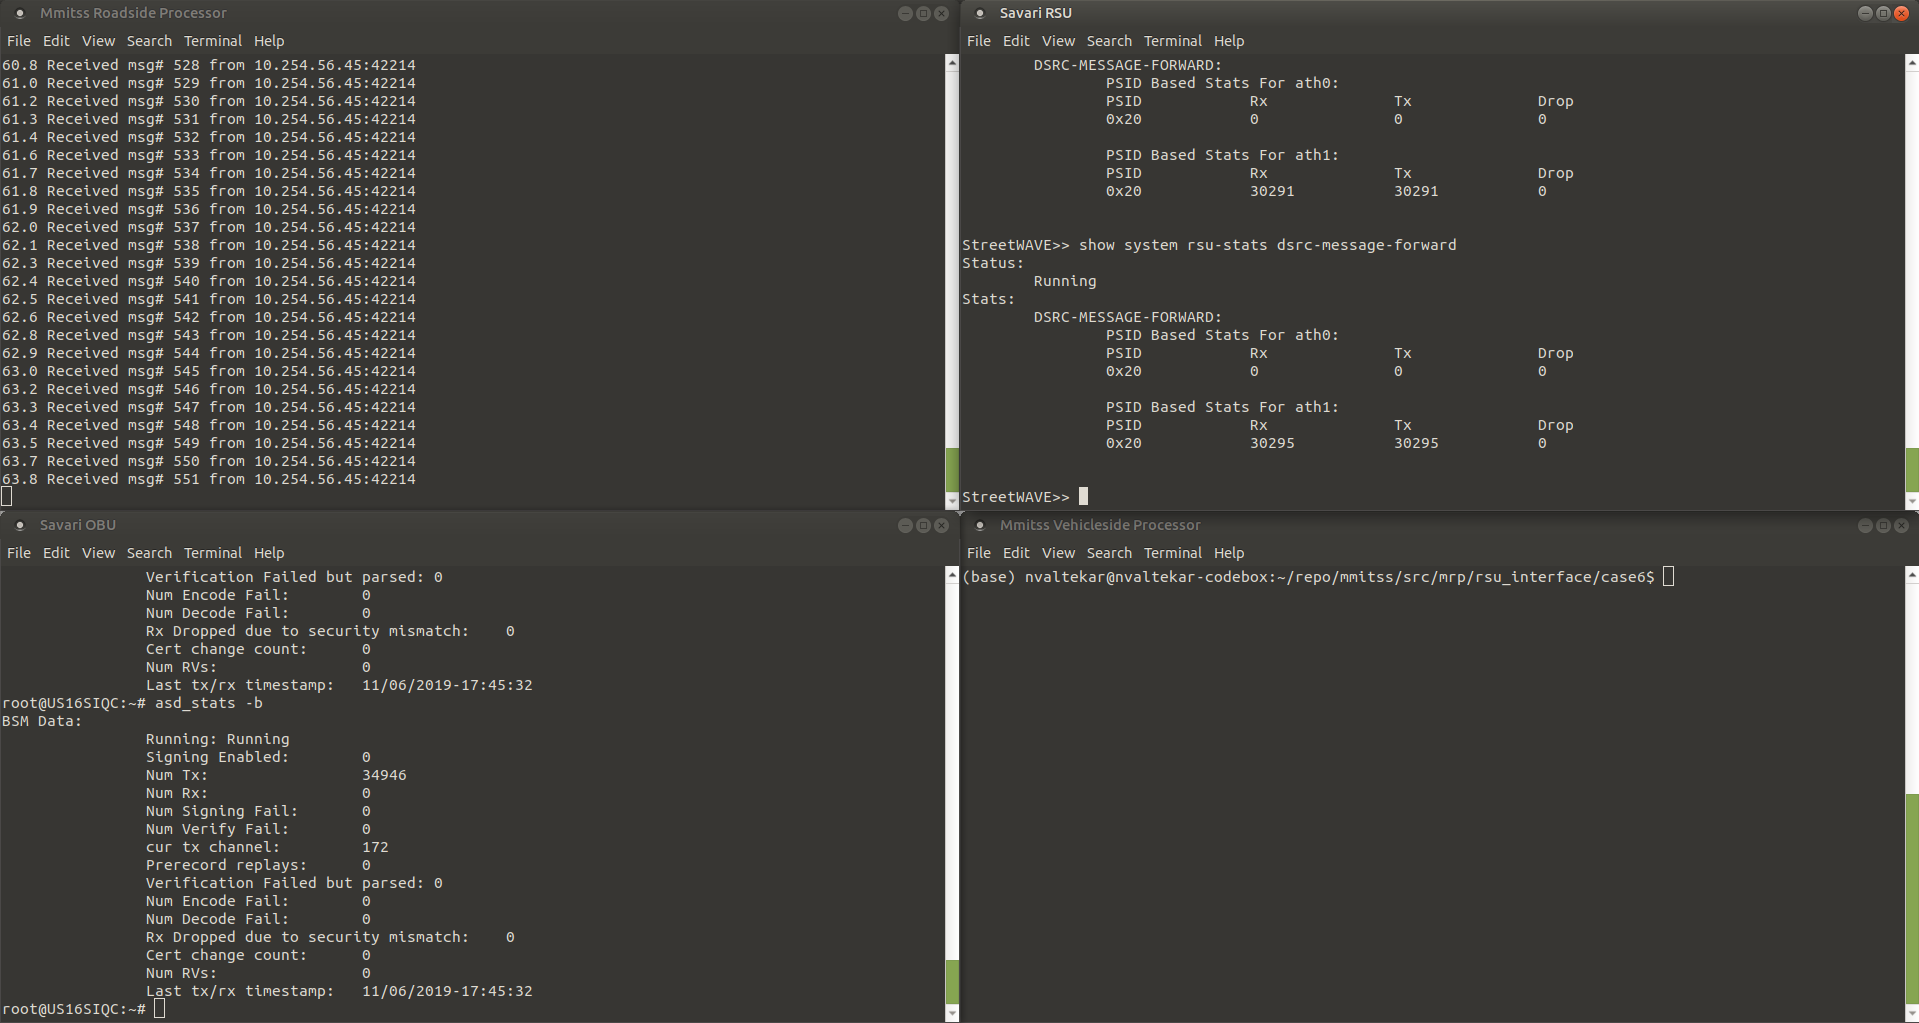 Mmitss Roadside Processor
File Edit View Search Terminal Help
60.8 Received msg# 528 from 10.254.56.45:42214
61.0 Received msg# 529 from 10.254.56.45:42214
61.2 Received msg# 530 from 10.254.56.45:42214
61.3 Received msg# 531 from 10.254.56.45:42214
61.4 Received msg# 532 from 10.254.56.45:42214
61.6 Received msg# 533 from 10.254.56.45:42214
61.7 Received msg# 534 from 10.254.56.45:42214
61.8 Received msg# 535 from 10.254.56.45:42214
61.9 Received msg# 536 from 10.254.56.45:42214
62.0 Received msg# 537 from 10.254.56.45:42214
62.1 Received msg# 538 from 10.254.56.45:42214
62.3 Received msg# 539 from 10.254.56.45:42214
62.4 Received msg# 540 from 10.254.56.45:42214
62.5 Received msg# 541 from 10.254.56.45:42214
62.6 Received msg# 542 from 10.254.56.45:42214
62.8 Received msg# 543 from 10.254.56.45:42214
62.9 Received msg# 544 from 10.254.56.45:42214
63.0 Received msg# 545 from 10.254.56.45:42214
63.2 Received msg# 546 from 10.254.56.45:42214
63.3 Received msg# 547 from 10.254.56.45:42214
63.4 Received msg# 548 from 10.254.56.45:42214
63.5 Received msg# 549 from 10.254.56.45:42214
63.7 Received msg# 550 from 10.254.56.45:42214
63.8 Received msg# 551 from 10.254.56.45:42214
Savari RSU
File Edit View Search Terminal Help
DSRC-MESSAGE-FORWARD:
PSID Based Stats For ath0:
PSID Rx Tx Drop
0x20 0 0 0
PSID Based Stats For ath1:
PSID Rx Tx Drop
0x20 30291 30291 0
StreetWAVE>> show system rsu-stats dsrc-message-forward
Status:
Running
Stats:
DSRC-MESSAGE-FORWARD:
PSID Based Stats For ath0:
PSID Rx Tx Drop
0x20 0 0 0
PSID Based Stats For ath1:
PSID Rx Tx Drop
0x20 30295 30295 0
StreetWAVE>>
Savari OBU
File Edit View Search Terminal Help
Verification Failed but parsed: 0
Num Encode Fail: 0
Num Decode Fail: 0
Rx Dropped due to security mismatch: 0
Cert change count: 0
Num RVs: 0
Last tx/rx timestamp: 11/06/2019-17:45:32
root@US16SIQC:~# asd_stats -b
BSM Data:
Running: Running
Signing Enabled: 0
Num Tx: 34946
Num Rx: 0
Num Signing Fail: 0
Num Verify Fail: 0
cur tx channel: 172
Prerecord replays: 0
Verification Failed but parsed: 0
Num Encode Fail: 0
Num Decode Fail: 0
Rx Dropped due to security mismatch: 0
Cert change count: 0
Num RVs: 0
Last tx/rx timestamp: 11/06/2019-17:45:32
root@US16SIQC:~#
Mmitss Vehicleside Processor
File Edit View Search Terminal Help
(base) nvaltekar@nvaltekar-codebox:~/repo/mmitss/src/mrp/rsu_interface/case6$